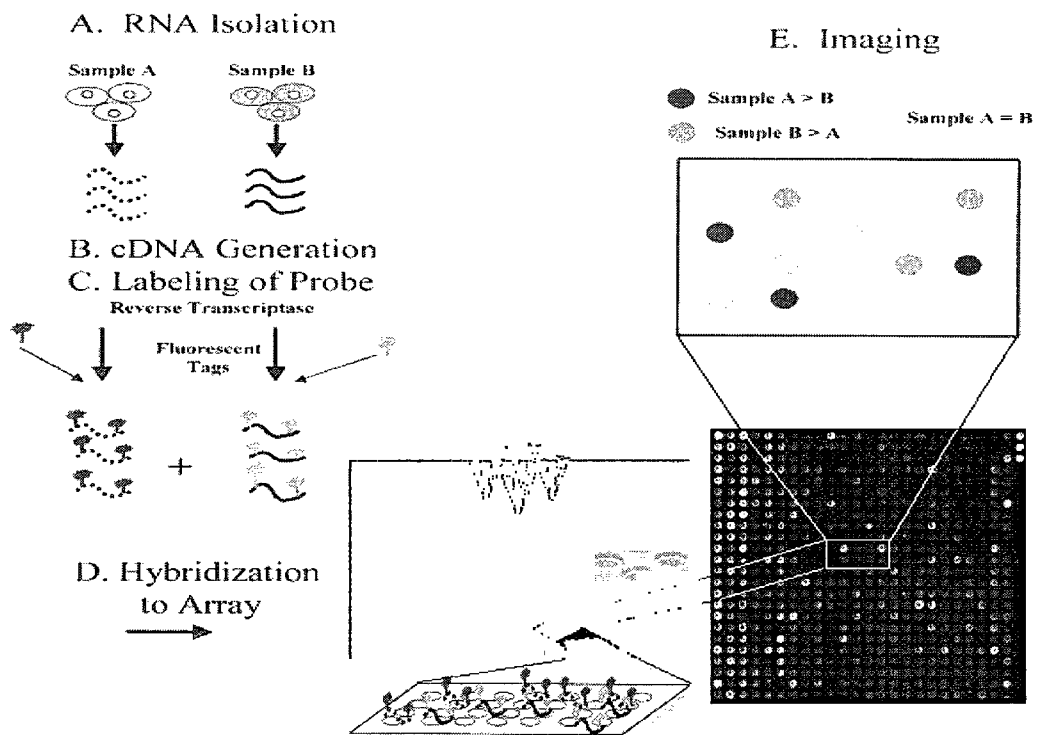 A. RNA Isolation
Sample A
Sample B
B. cDNA Generation
C. Labeling of Probe
Reverse Transcriptase
Fluorescent
Tags
+
D. Hybridization
to Array
E. Imaging
Sample A > B
Sample B > A
Sample A = B